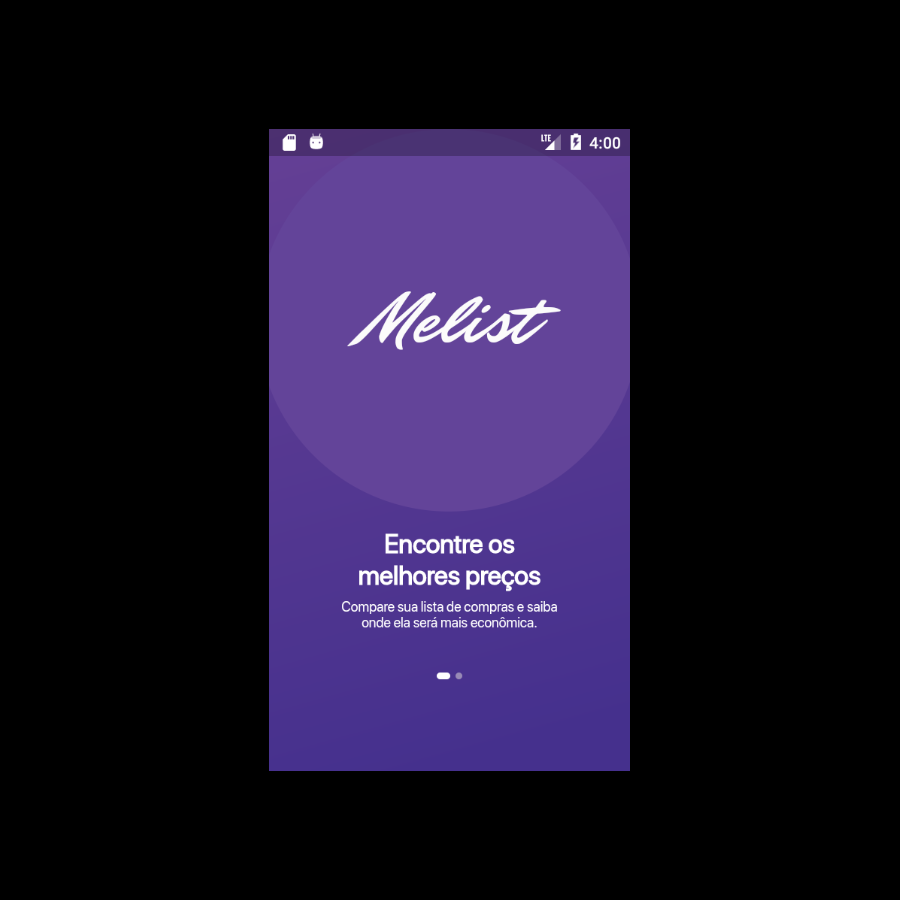 LTE 4:00
Melist
Encontre os
melhores preços
Compare sua lista de compras e saiba
onde ela será mais econômica.